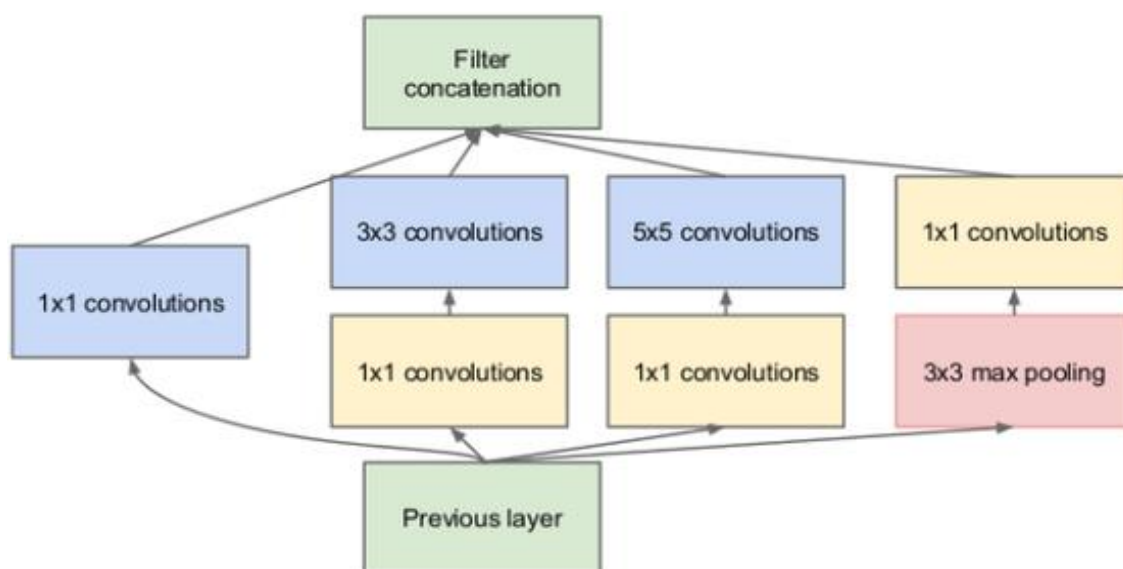 Filter
concatenation
3x3 convolutions
5x5 convolutions
1x1 convolutions
1x1 convolutions
1x1 convolutions
1x1 convolutions
3x3 max pooling
Previous layer